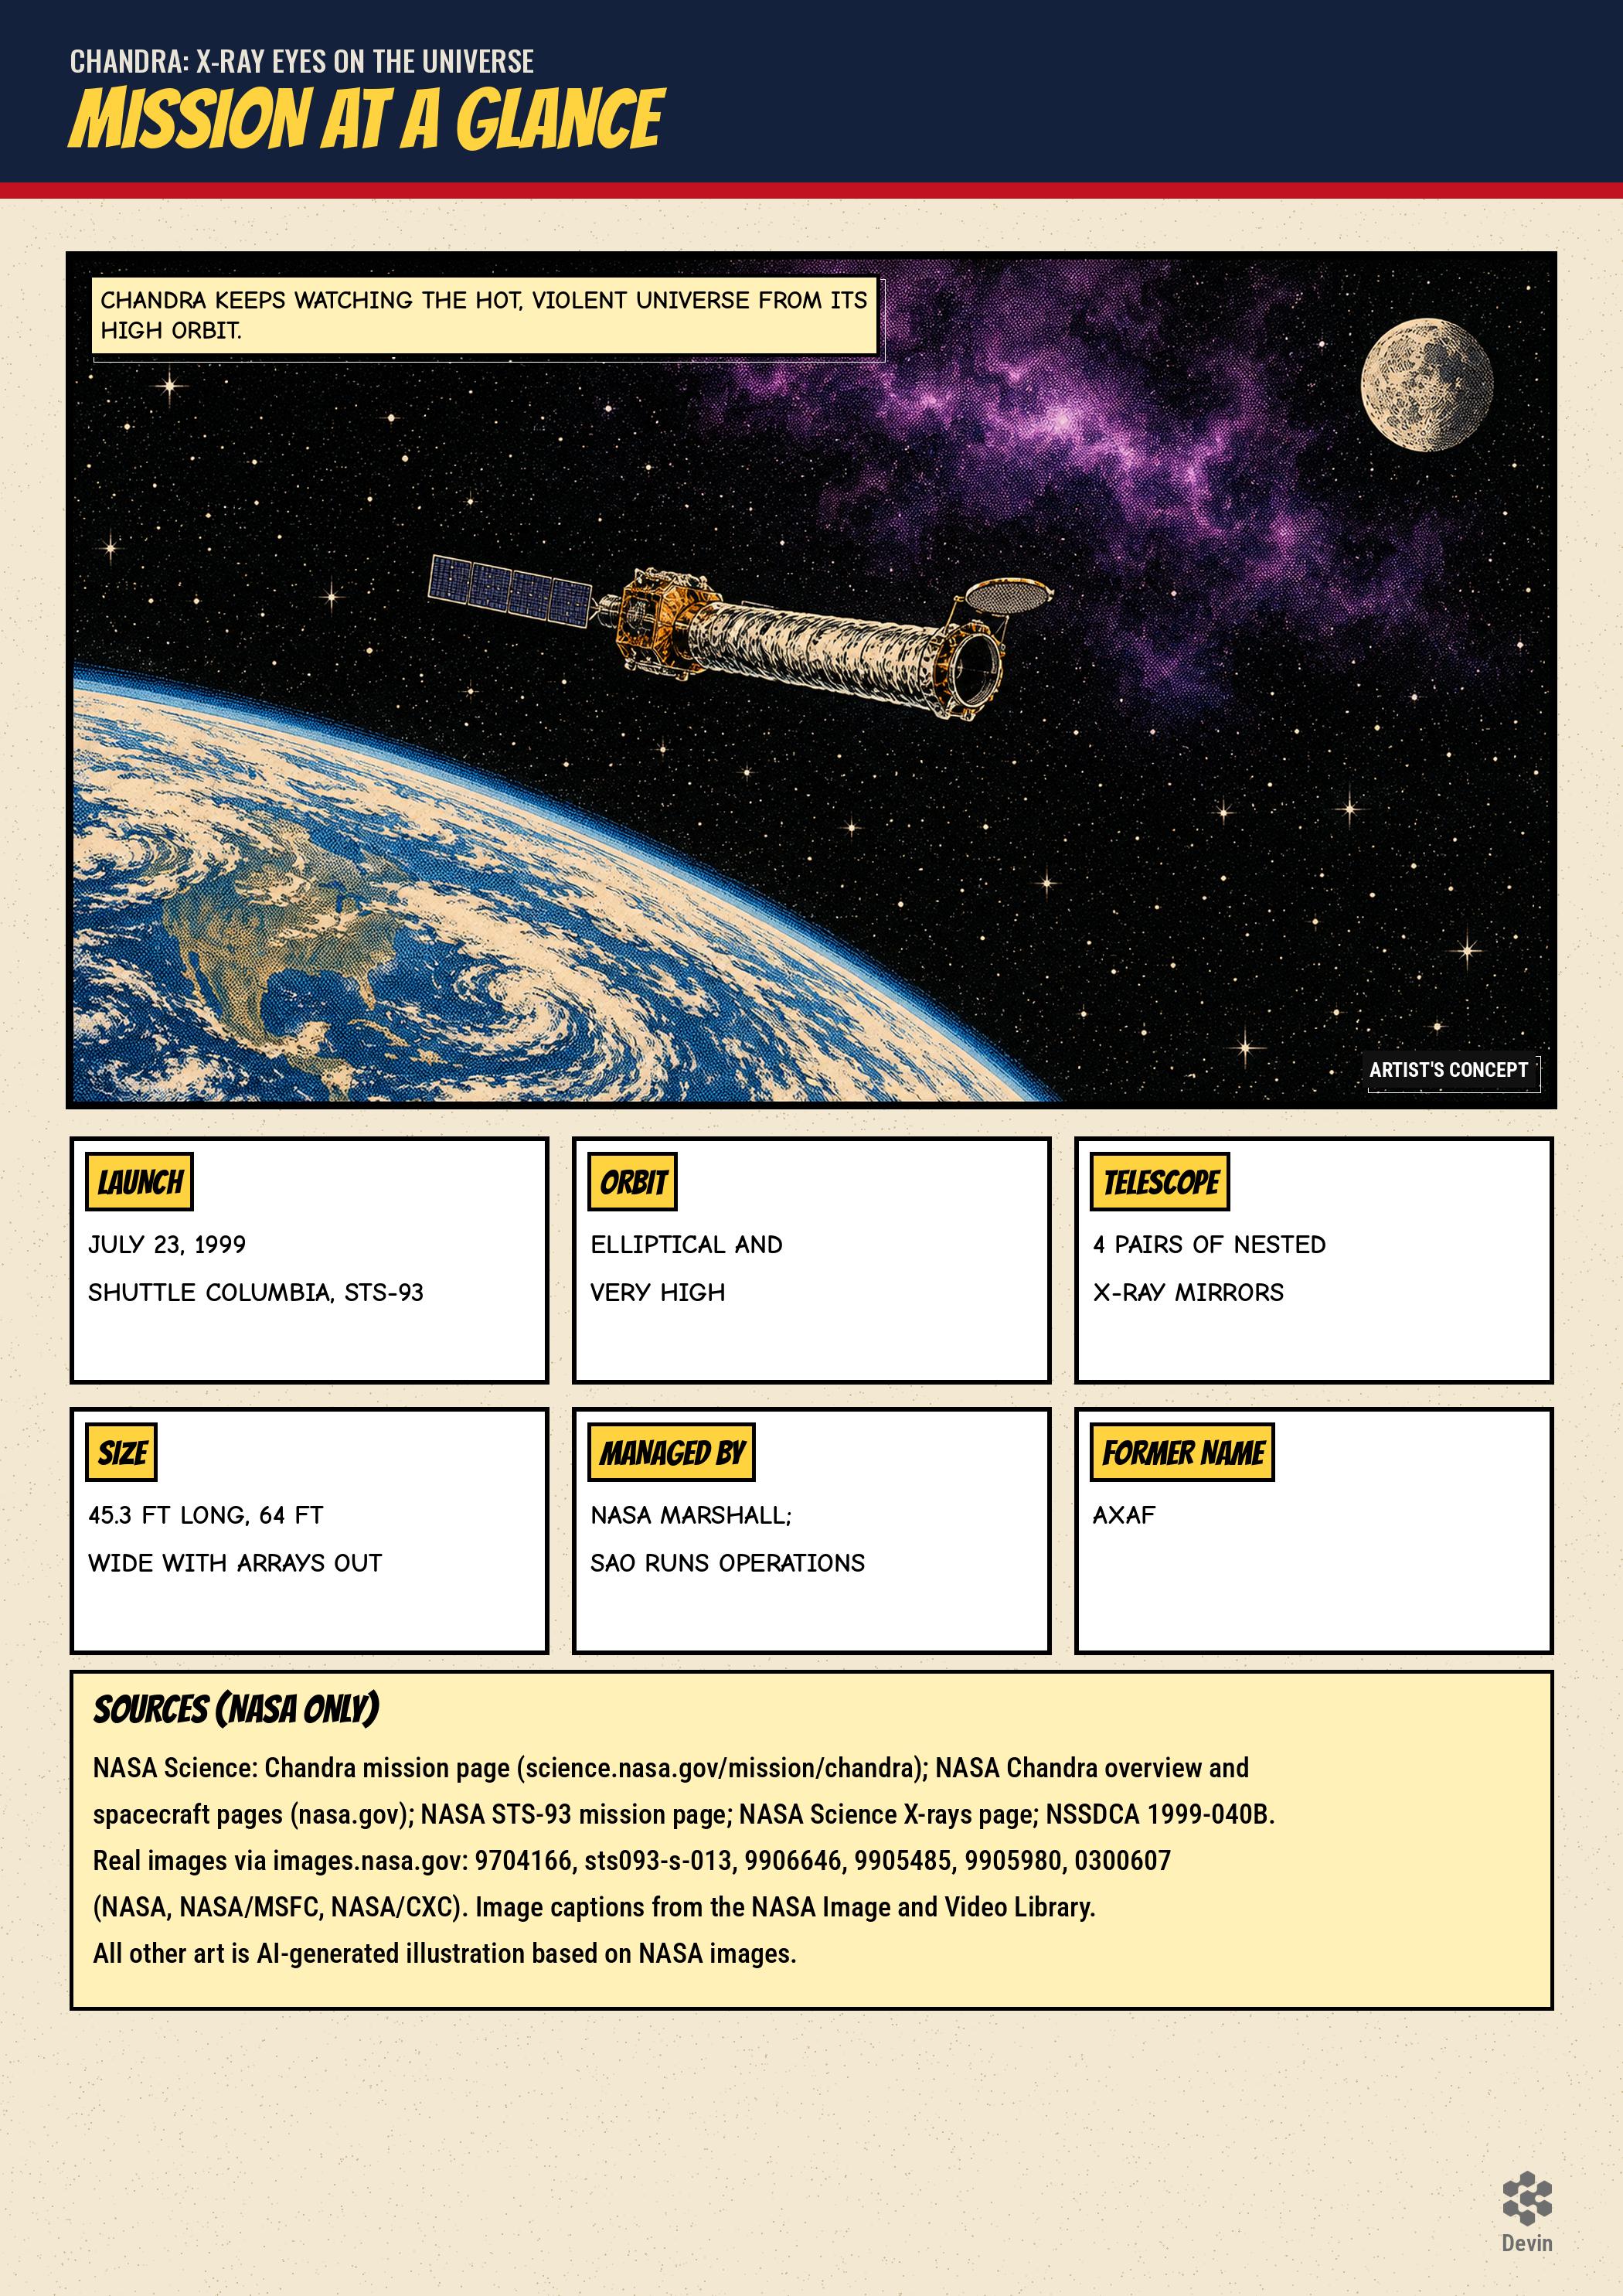 CHANDRA: X-RAY EYES ON THE UNIVERSE
MISSION AT A GLANCE
CHANDRA KEEPS WATCHING THE HOT, VIOLENT UNIVERSE FROM ITS
HIGH ORBIT.
ARTIST'S CONCEPT
LAUNCH
JULY 23, 1999
SHUTTLE COLUMBIA, STS-93
ORBIT
ELLIPTICAL AND
VERY HIGH
TELESCOPE
4 PAIRS OF NESTED
X-RAY MIRRORS
SIZE
45.3 FT LONG, 64 FT
WIDE WITH ARRAYS OUT
MANAGED BY
NASA MARSHALL;
SAO RUNS OPERATIONS
FORMER NAME
AXAF
SOURCES (NASA ONLY)
NASA Science: Chandra mission page (science.nasa.gov/mission/chandra); NASA Chandra overview and
spacecraft pages (nasa.gov); NASA STS-93 mission page; NASA Science X-rays page; NSSDCA 1999-040B.
Real images via images.nasa.gov: 9704166, sts093-s-013, 9906646, 9905485, 9905980, 0300607
(NASA, NASA/MSFC, NASA/CXC). Image captions from the NASA Image and Video Library.
All other art is AI-generated illustration based on NASA images.
Devin